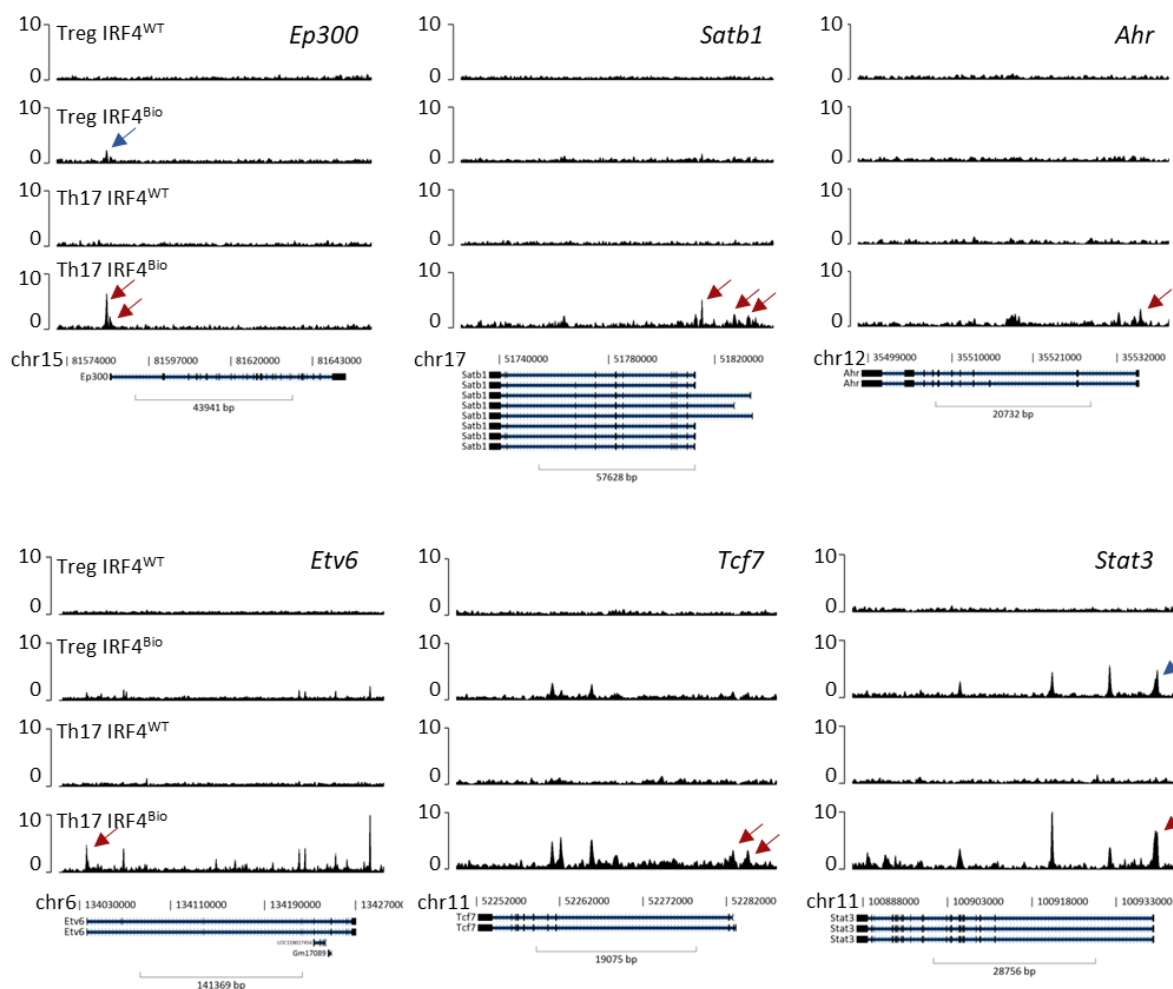 Ep300
10
Treg IRF4WT
0
10
Treg IRF4Bio
0
10
Th17 IRF4WT
0
10
Th17 IRF4Bio
0
chr15
81574000 81597000 81620000 81643000
Ep300
43941 bp
Satb1
10
0
10
0
10
0
10
0
chr17
51740000 51780000 51820000
Satb1
Satb1
Satb1
Satb1
Satb1
Satb1
Satb1
Satb1
57628 bp
Ahr
10
0
10
0
10
0
10
0
chr12
35499000 35510000 35521000 35532000
Ahr
Ahr
20732 bp
Etv6
10
Treg IRF4WT
0
10
Treg IRF4Bio
0
10
Th17 IRF4WT
0
10
Th17 IRF4Bio
0
chr6
134030000 134110000 134190000 13427000
Etv6
Etv6
Gm17089
141369 bp
Tcf7
10
0
10
0
10
0
10
0
chr11
52252000 52262000 52272000 52282000
Tcf7
Tcf7
19075 bp
Stat3
10
0
10
0
10
0
10
0
chr11
100888000 100903000 100918000 100933000
Stat3
Stat3
Stat3
28756 bp